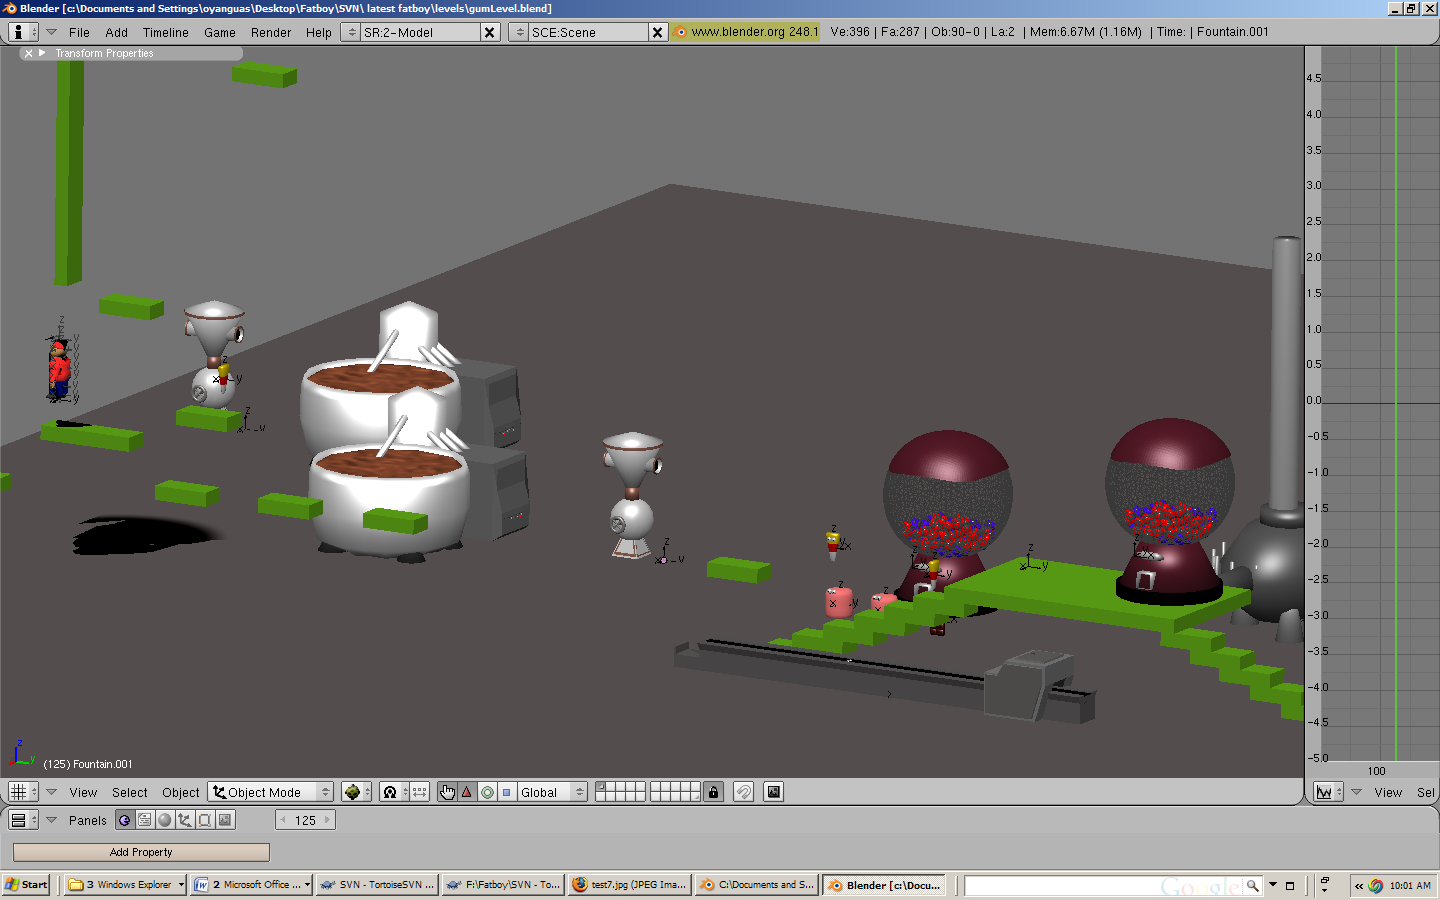 Blender [c:\Documents and Settings\oyanguas\Desktop\Fatboy\SVN\ latest fatboy\levels\gumLevel.blend]
File Add Timeline Game Render Help SR:2-Model SCE:Scene www.blender.org 248.1 Ve:396 | Fa:287 | Ob:90-0 | La:2 | Mem:6.67M (1.16M) | Time: | Fountain.001
Transform Properties
4.5
4.0
3.5
3.0
2.5
2.0
1.5
1.0
0.5
0.0
-0.5
-1.0
-1.5
-2.0
-2.5
-3.0
-3.5
-4.0
-4.5
-5.0
100
(125) Fountain.001
View Select Object Object Mode Global View Sel
Panels 125
Add Property
Start 3 Windows Explorer 2 Microsoft Office ... SVN - TortoiseSVN ... F:\Fatboy\SVN - To... test7.jpg (JPEG Ima... C:\Documents and S... Blender [c:\Docu... Google 10:01 AM